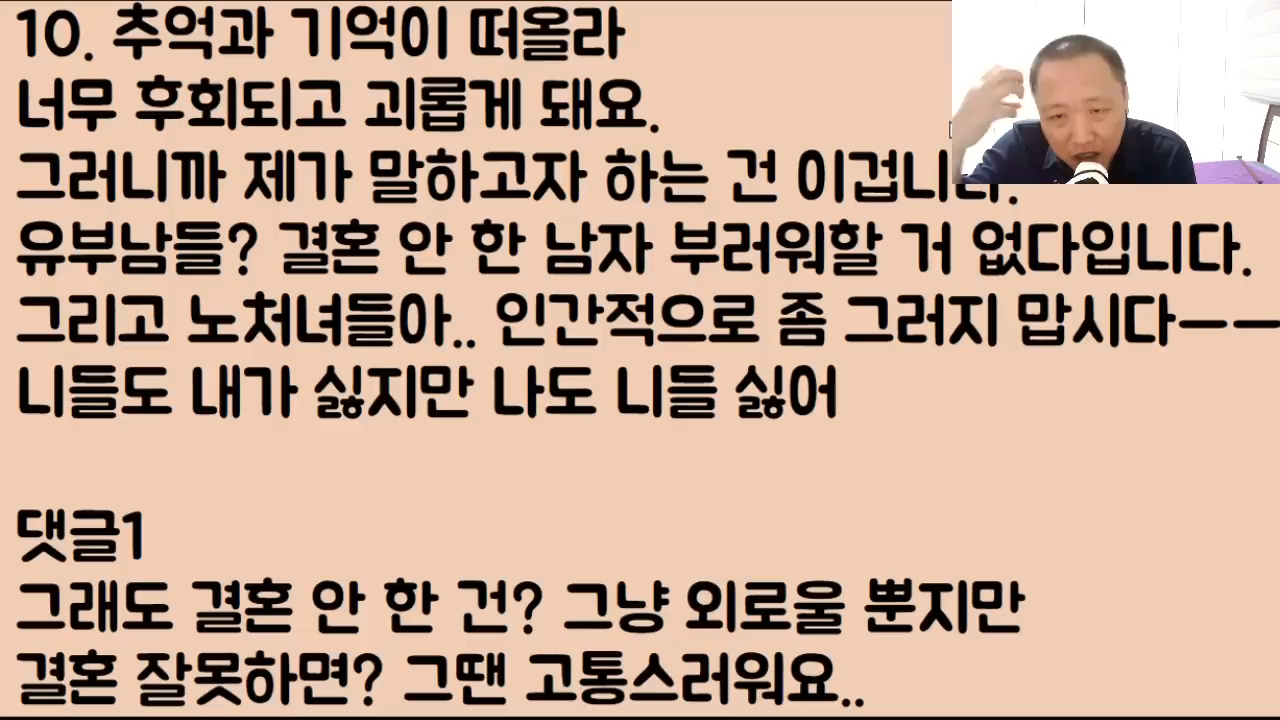 10. 추억과 기억이 떠올라
너무 후회되고 괴롭게 돼요.
그러니까 제가 말하고자 하는 건 이겁니다.
유부남들? 결혼 안 한 남자 부러워할 거 없다입니다.
그리고 노처녀들아.. 인간적으로 좀 그러지 맙시다ㅡㅡ
니들도 내가 싫지만 나도 니들 싫어
댓글1
그래도 결혼 안 한 건? 그냥 외로울 뿐지만
결혼 잘못하면? 그땐 고통스러워요..